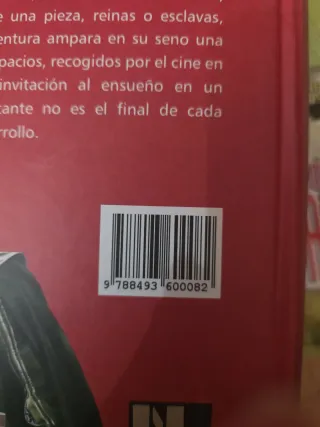 e una pieza, reinas o esclavas,
entura ampara en su seno una
pacios, recogidos por el cine en
invitación al ensueño en un
tante no es el final de cada
rrollo.
9 788493 600082